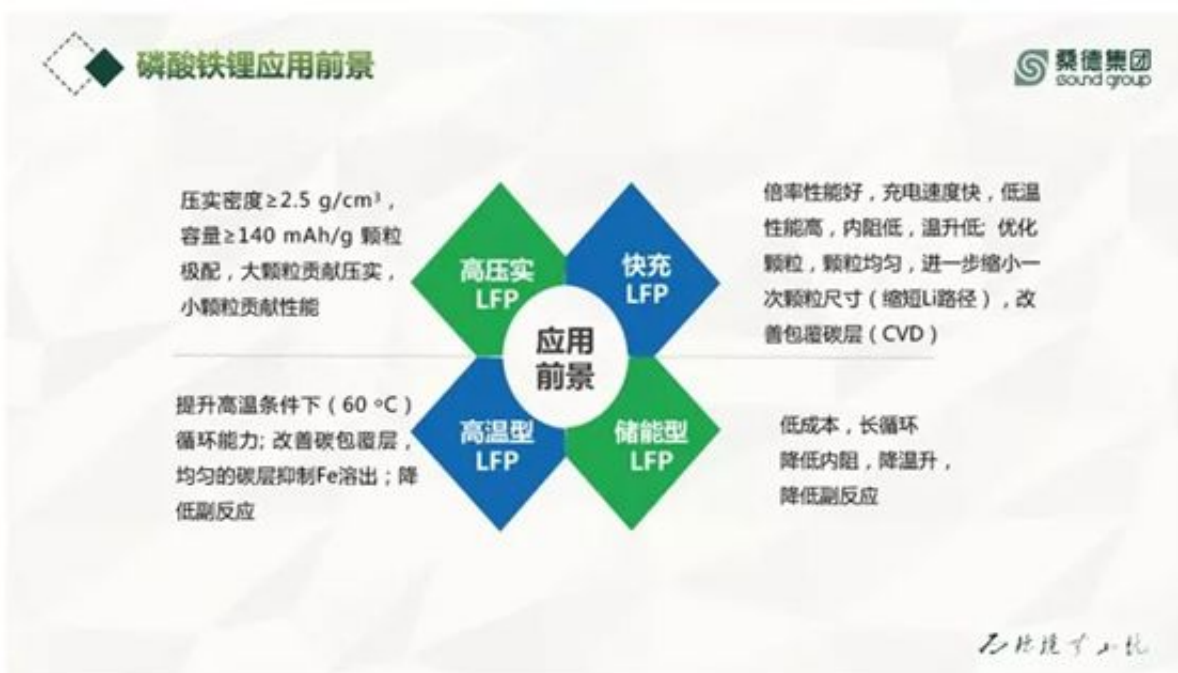 磷酸铁锂应用前景
桑德集团
sound group
压实密度≥2.5 g/cm³，
容量≥140 mAh/g 颗粒
极配，大颗粒贡献压实，
小颗粒贡献性能
高压实
LFP
快充
LFP
倍率性能好，充电速度快，低温
性能高，内阻低，温升低; 优化
颗粒，颗粒均匀，进一步缩小一
次颗粒尺寸（缩短Li路径），改
善包覆碳层（CVD）
应用
前景
提升高温条件下（60 ºC）
循环能力; 改善碳包覆层，
均匀的碳层抑制Fe溶出；降
低副反应
高温型
LFP
储能型
LFP
低成本，长循环
降低内阻，降温升，
降低副反应